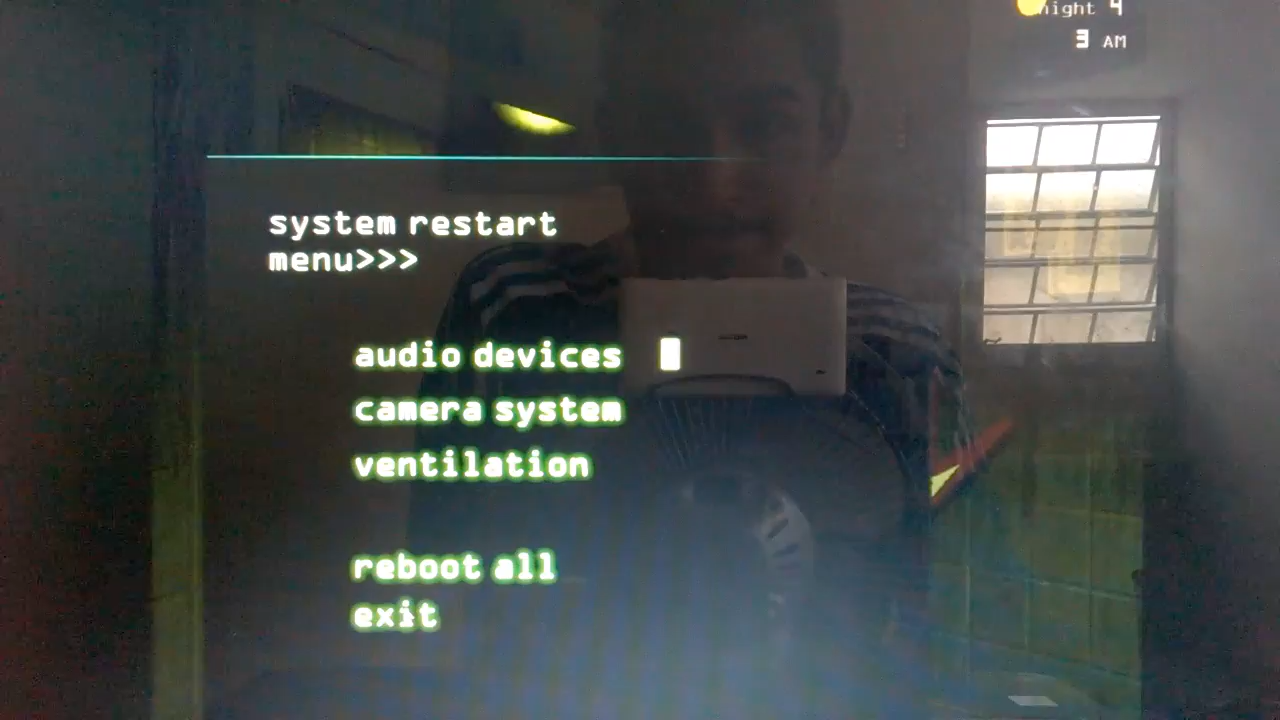 night 4
3 AM
system restart
menu>>>
audio devices
camera system
ventilation
reboot all
exit